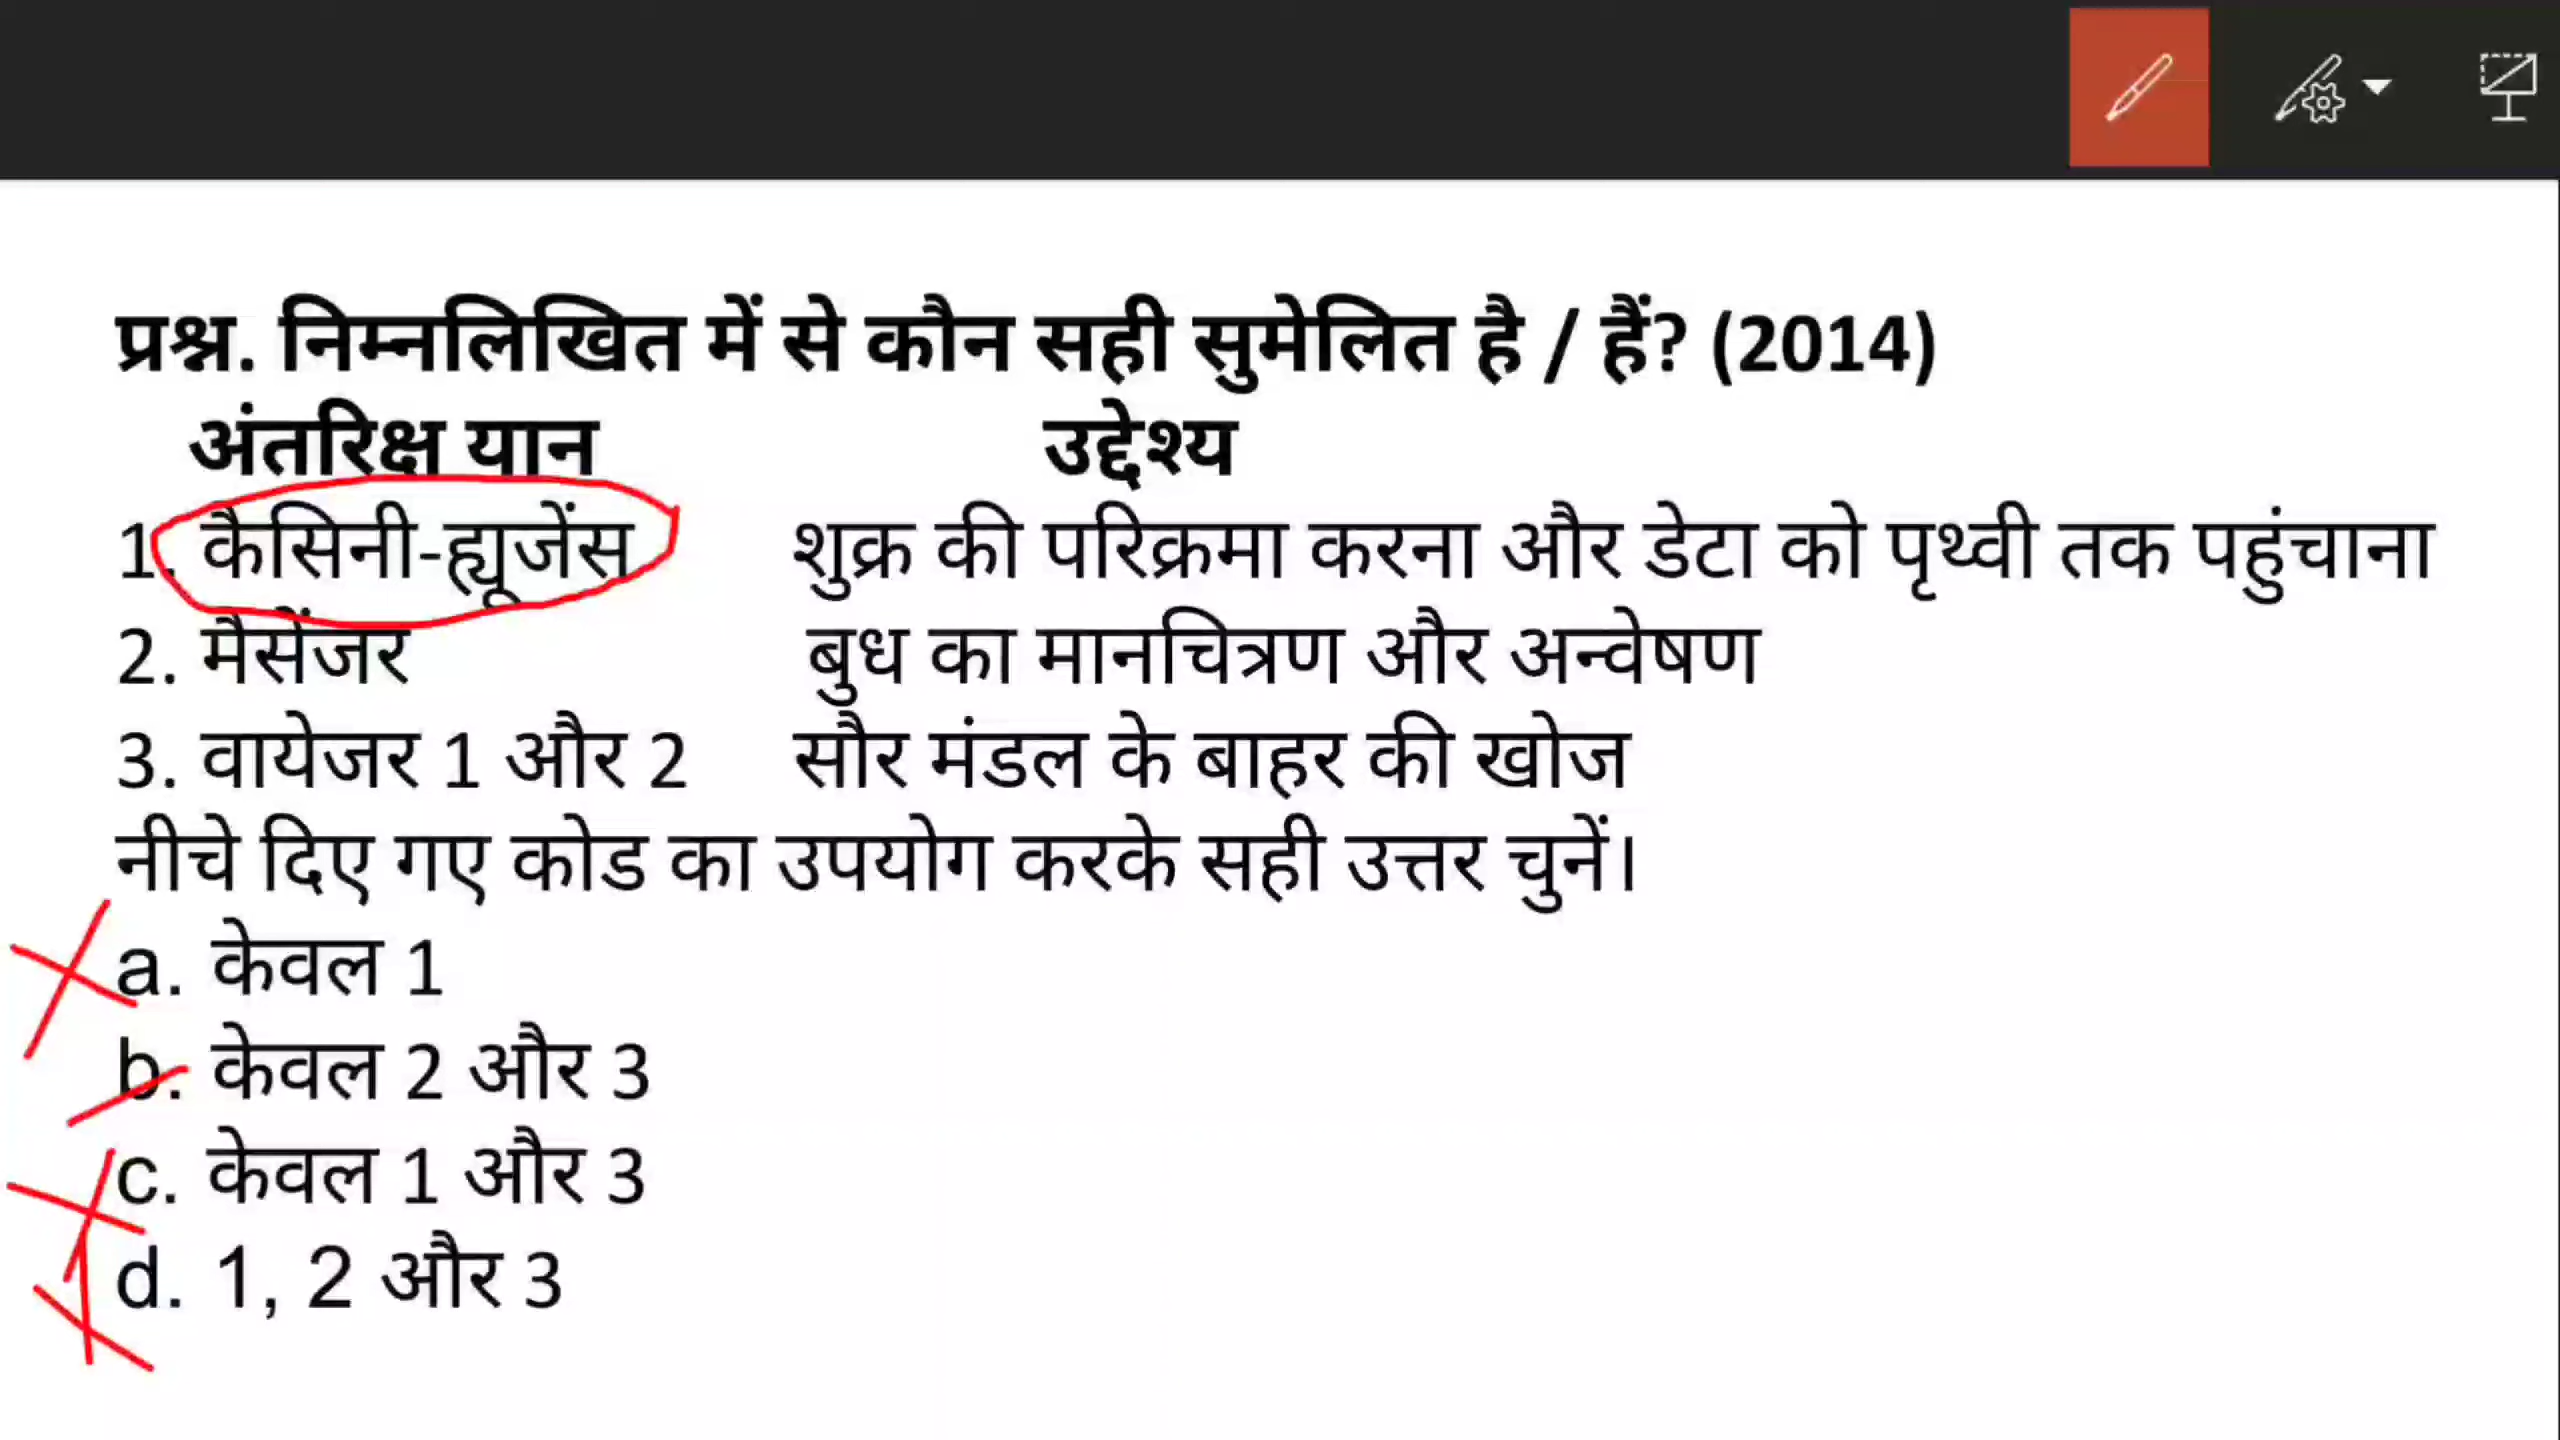 प्रश्न. निम्नलिखित में से कौन सही सुमेलित है / हैं? (2014)
अंतरिक्ष यान उद्देश्य
1. कैसिनी-ह्यूजेंस शुक्र की परिक्रमा करना और डेटा को पृथ्वी तक पहुंचाना
2. मैसेंजर बुध का मानचित्रण और अन्वेषण
3. वायेजर 1 और 2 सौर मंडल के बाहर की खोज
नीचे दिए गए कोड का उपयोग करके सही उत्तर चुनें।
a. केवल 1
b. केवल 2 और 3
c. केवल 1 और 3
d. 1, 2 और 3